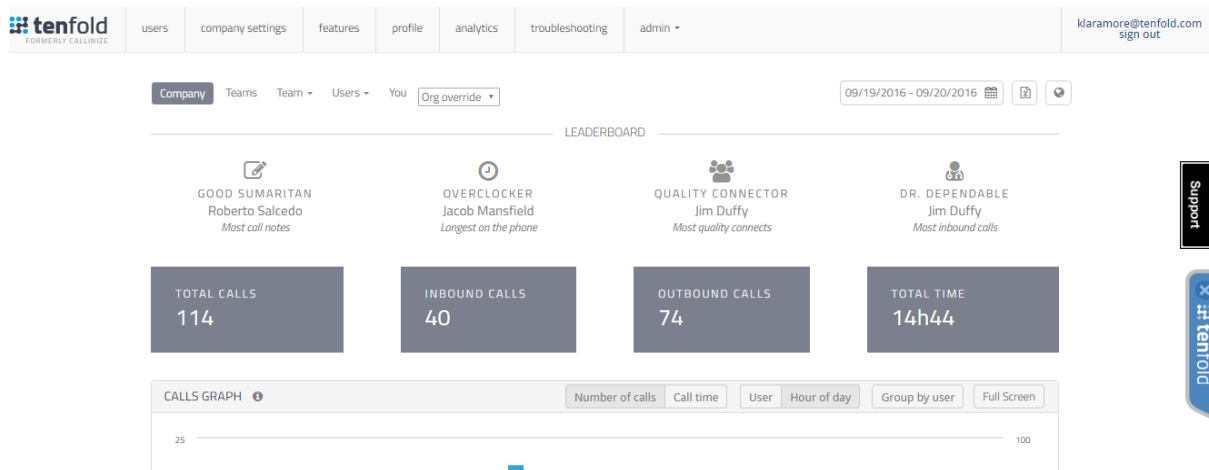 tenfold
FORMERLY CALLINIZE
users company settings features profile analytics troubleshooting admin
klaramore@tenfold.com
sign out
Company Teams Team Users You Org override
09/19/2016 - 09/20/2016
LEADERBOARD
GOOD SUMARITAN
Roberto Salcedo
Most call notes
OVERCLOCKER
Jacob Mansfield
Longest on the phone
QUALITY CONNECTOR
Jim Duffy
Most quality connects
DR. DEPENDABLE
Jim Duffy
Most inbound calls
Support
TOTAL CALLS
114
INBOUND CALLS
40
OUTBOUND CALLS
74
TOTAL TIME
14h44
tenfold
CALLS GRAPH Number of calls Call time User Hour of day Group by user Full Screen
25 100